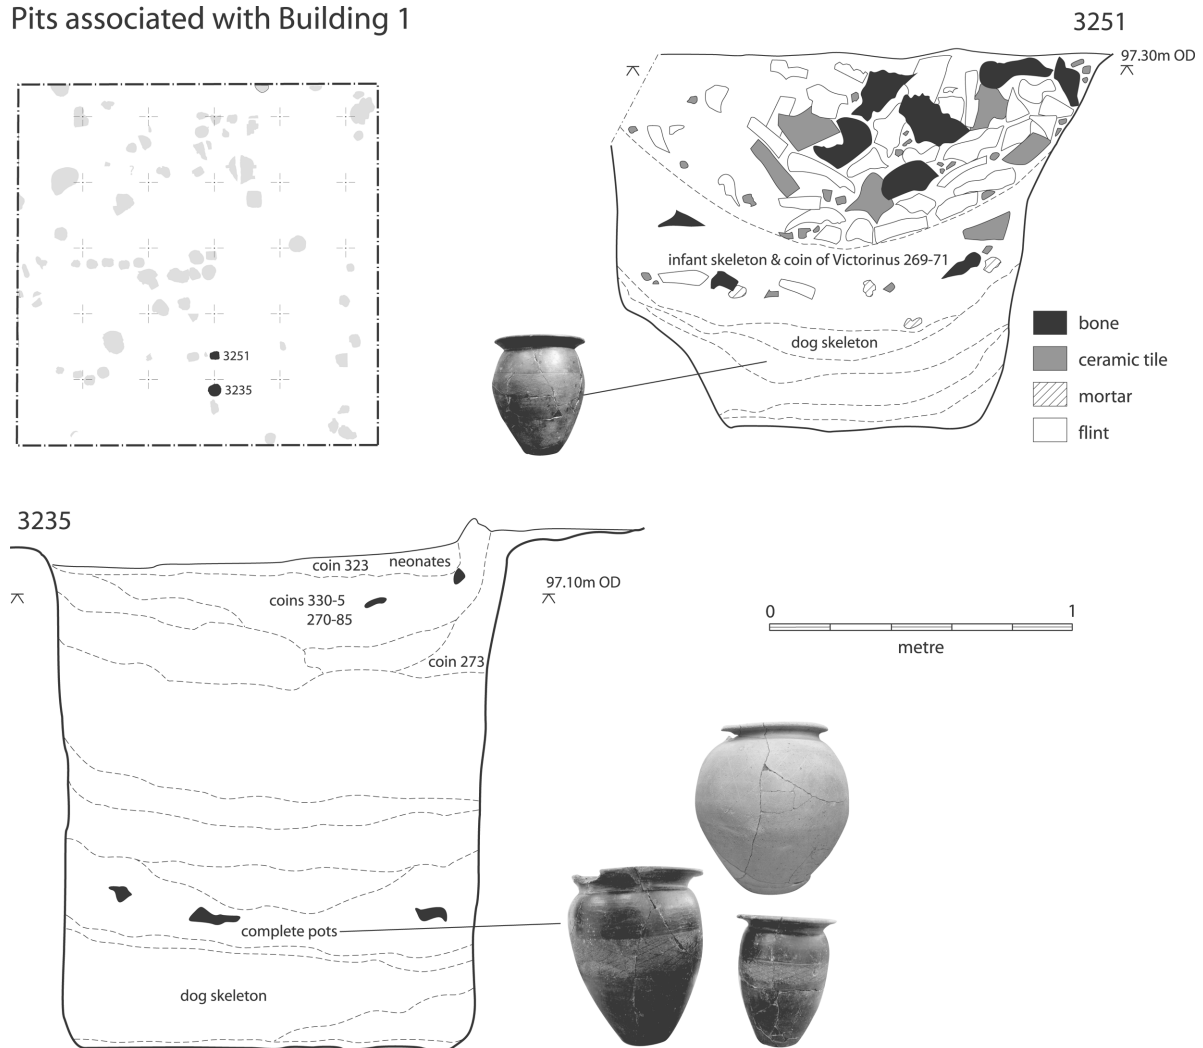 Pits associated with Building 1
3251
97.30m OD
infant skeleton & coin of Victorinus 269-71
dog skeleton
bone
ceramic tile
mortar
flint
3251
3235
3235
coin 323
neonates
coins 330-5
270-85
coin 273
97.10m OD
0
1
metre
complete pots
dog skeleton